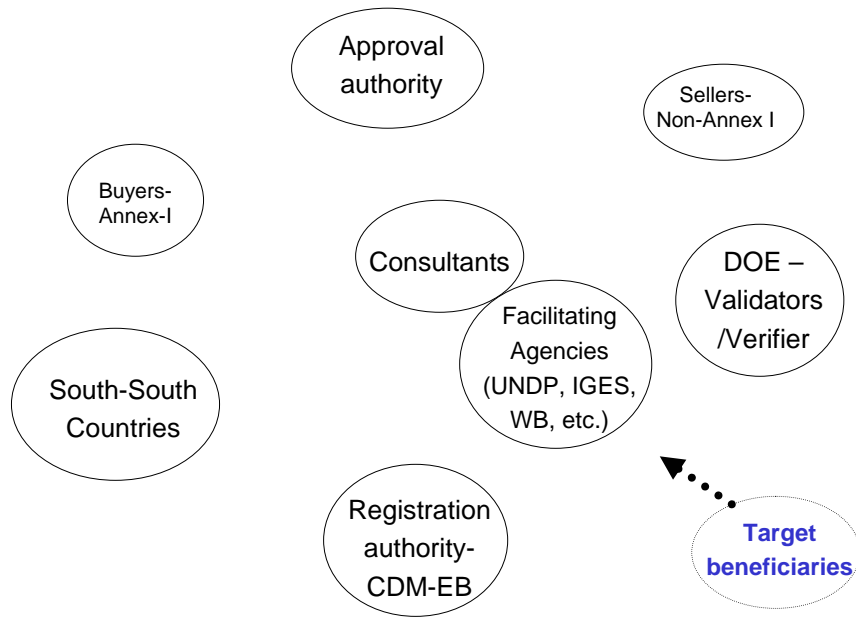 Approval
authority
Sellers-
Non-Annex I
Buyers-
Annex-I
Consultants
DOE –
Validators
/Verifier
Facilitating
Agencies
(UNDP, IGES,
WB, etc.)
South-South
Countries
Registration
authority-
CDM-EB
Target
beneficiaries